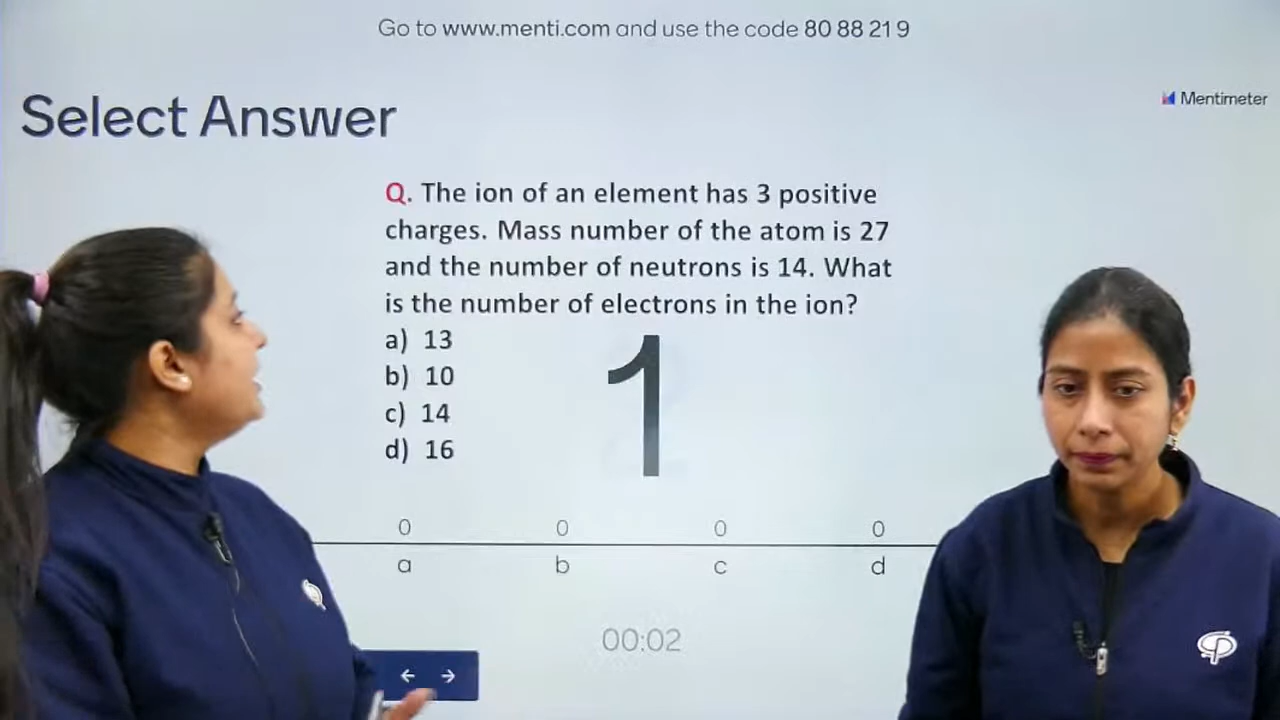 Go to www.menti.com and use the code 80 88 21 9
Select Answer
Mentimeter
Q. The ion of an element has 3 positive
charges. Mass number of the atom is 27
and the number of neutrons is 14. What
is the number of electrons in the ion?
a) 13
b) 10
c) 14
d) 16
1
0 0 0 0
a b c d
00:02